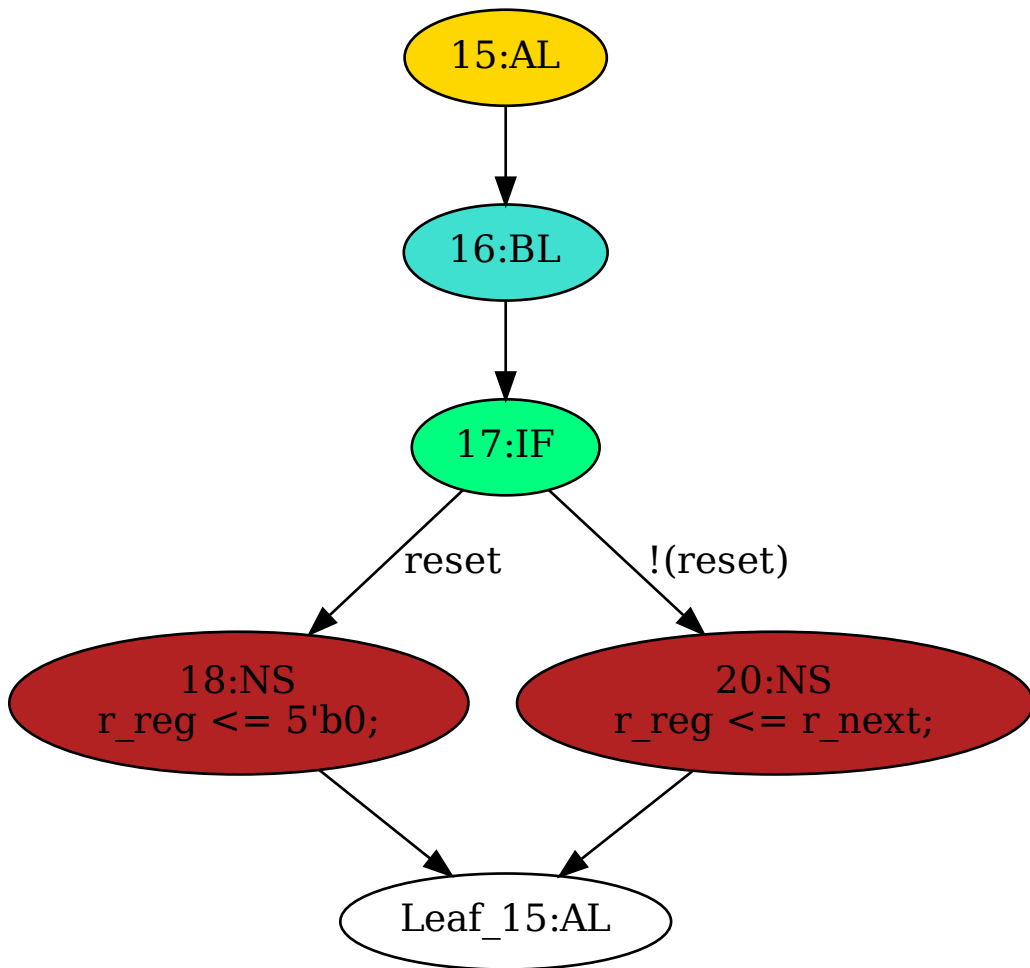 15:AL
16:BL
17:IF
reset
!(reset)
18:NS
r_reg <= 5'b0;
20:NS
r_reg <= r_next;
Leaf_15:AL